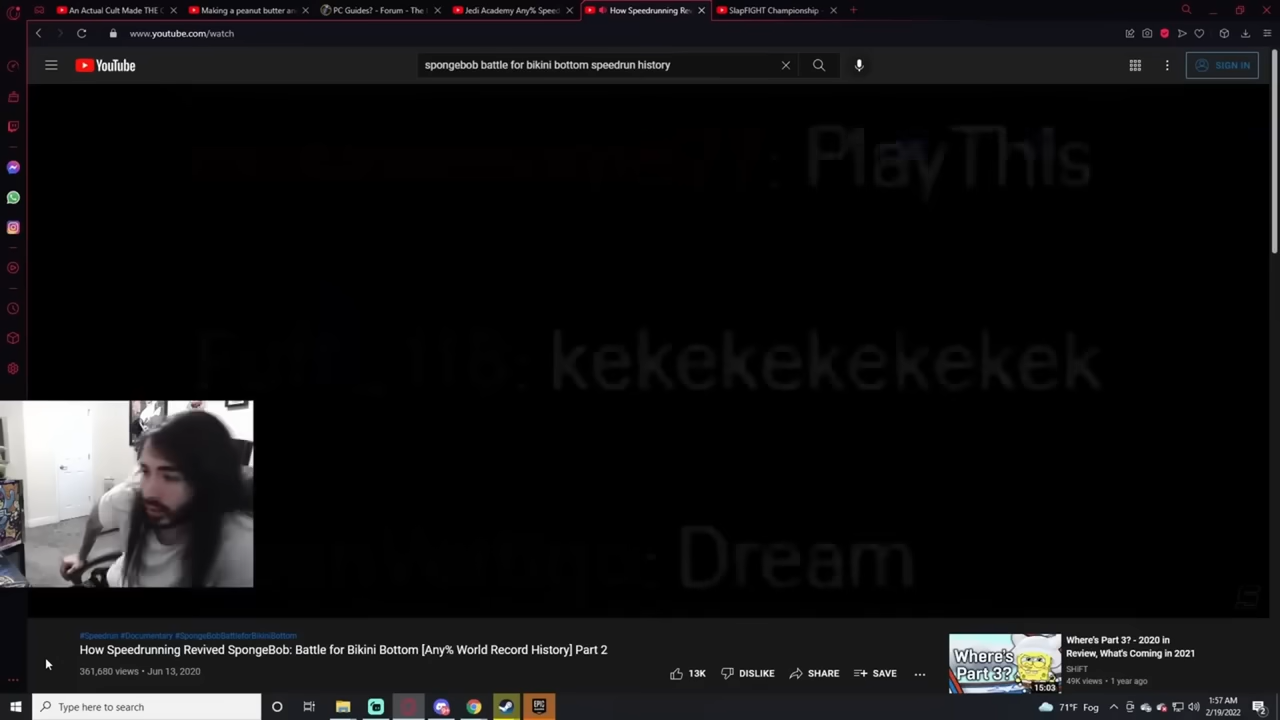 An Actual Cult Made THE C
Making a peanut butter an
PC Guides? - Forum - The
Jedi Academy Any% Speed
How Speedrunning Rev
SlapFIGHT Championship
www.youtube.com/watch
YouTube
spongebob battle for bikini bottom speedrun history
SIGN IN
PlayThis
kekekekekekek
Dream
#Speedrun #Documentary #SpongeBobBattleforBikiniBottom
How Speedrunning Revived SpongeBob: Battle for Bikini Bottom [Any% World Record History] Part 2
361,680 views • Jun 13, 2020
13K
DISLIKE
SHARE
SAVE
Where's
Part 3?
15:03
Where's Part 3? - 2020 in
Review, What's Coming in 2021
SHIFT
49K views • 1 year ago
Type here to search
71°F Fog
1:57 AM
2/19/2022